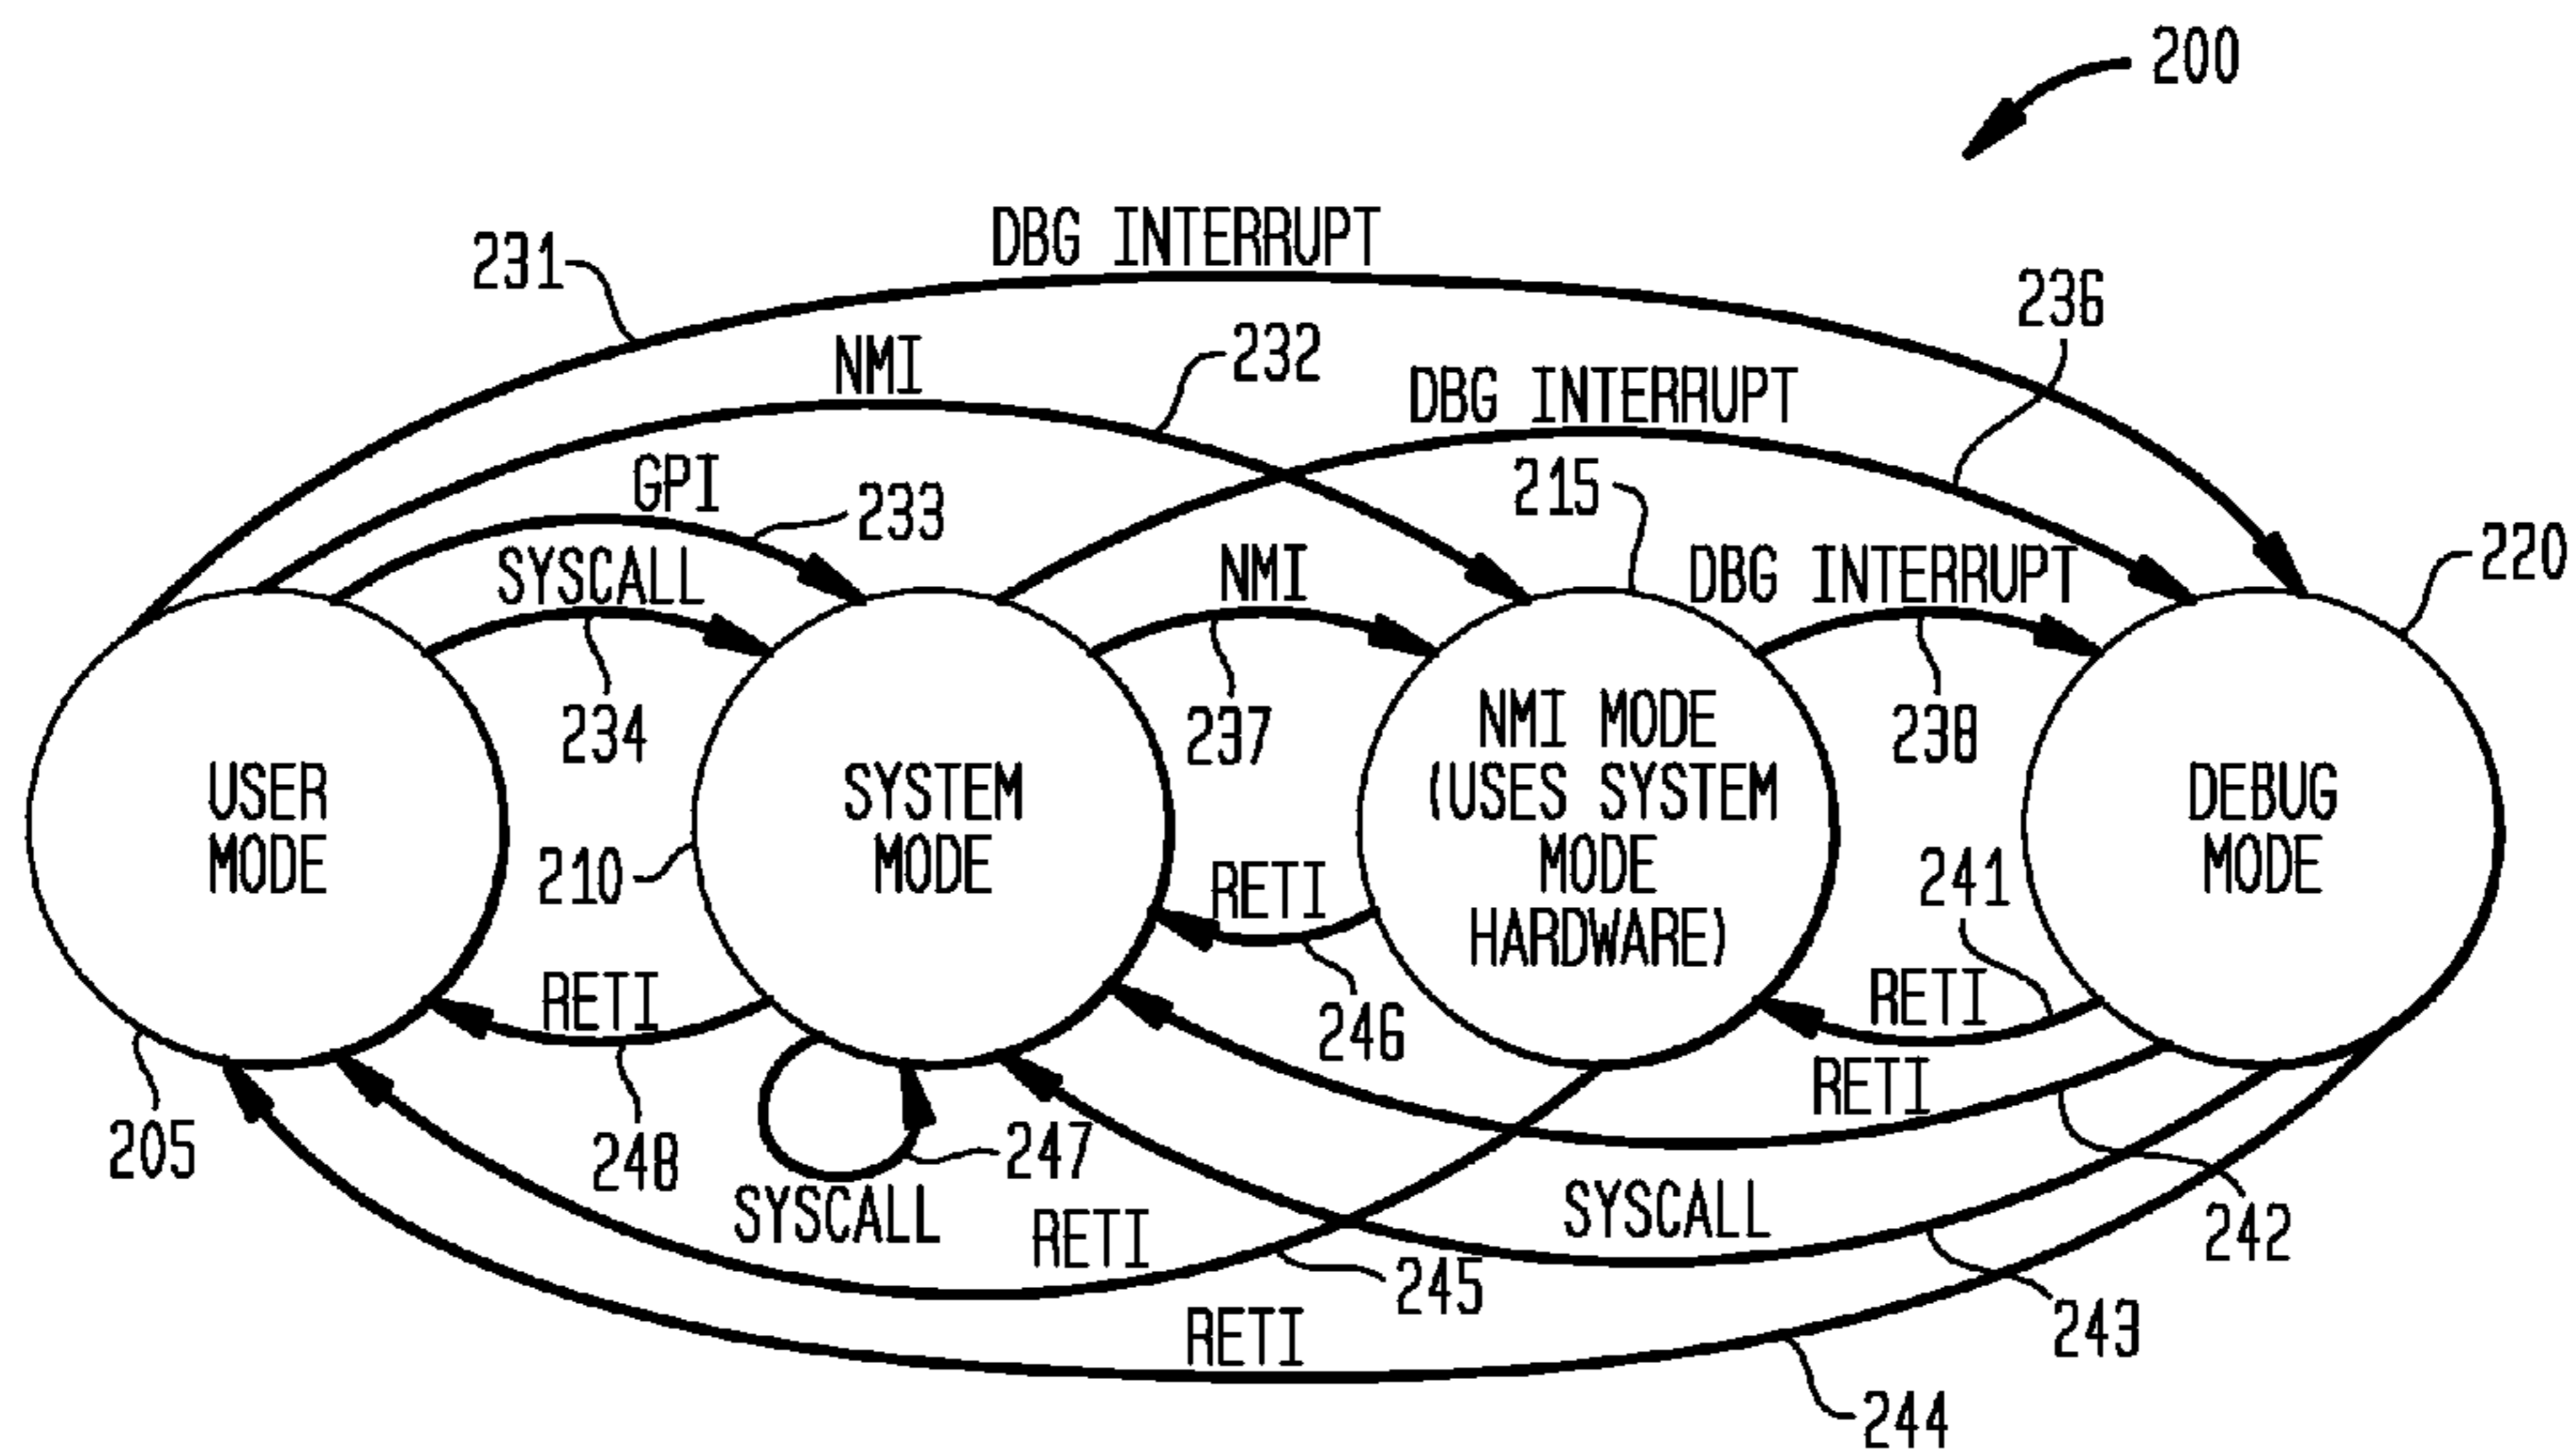 200
DBG INTERRUPT
231
236
NMI
232
DBG INTERRUPT
GPI
233
215
SYSCALL
NMI
DBG INTERRUPT
220
234
237
238
USER
MODE
SYSTEM
MODE
NMI MODE
(USES SYSTEM
MODE
HARDWARE)
DEBUG
MODE
210
RETI
241
RETI
RETI
246
RETI
205
248
247
SYSCALL
RETI
SYSCALL
242
245
RETI
243
244